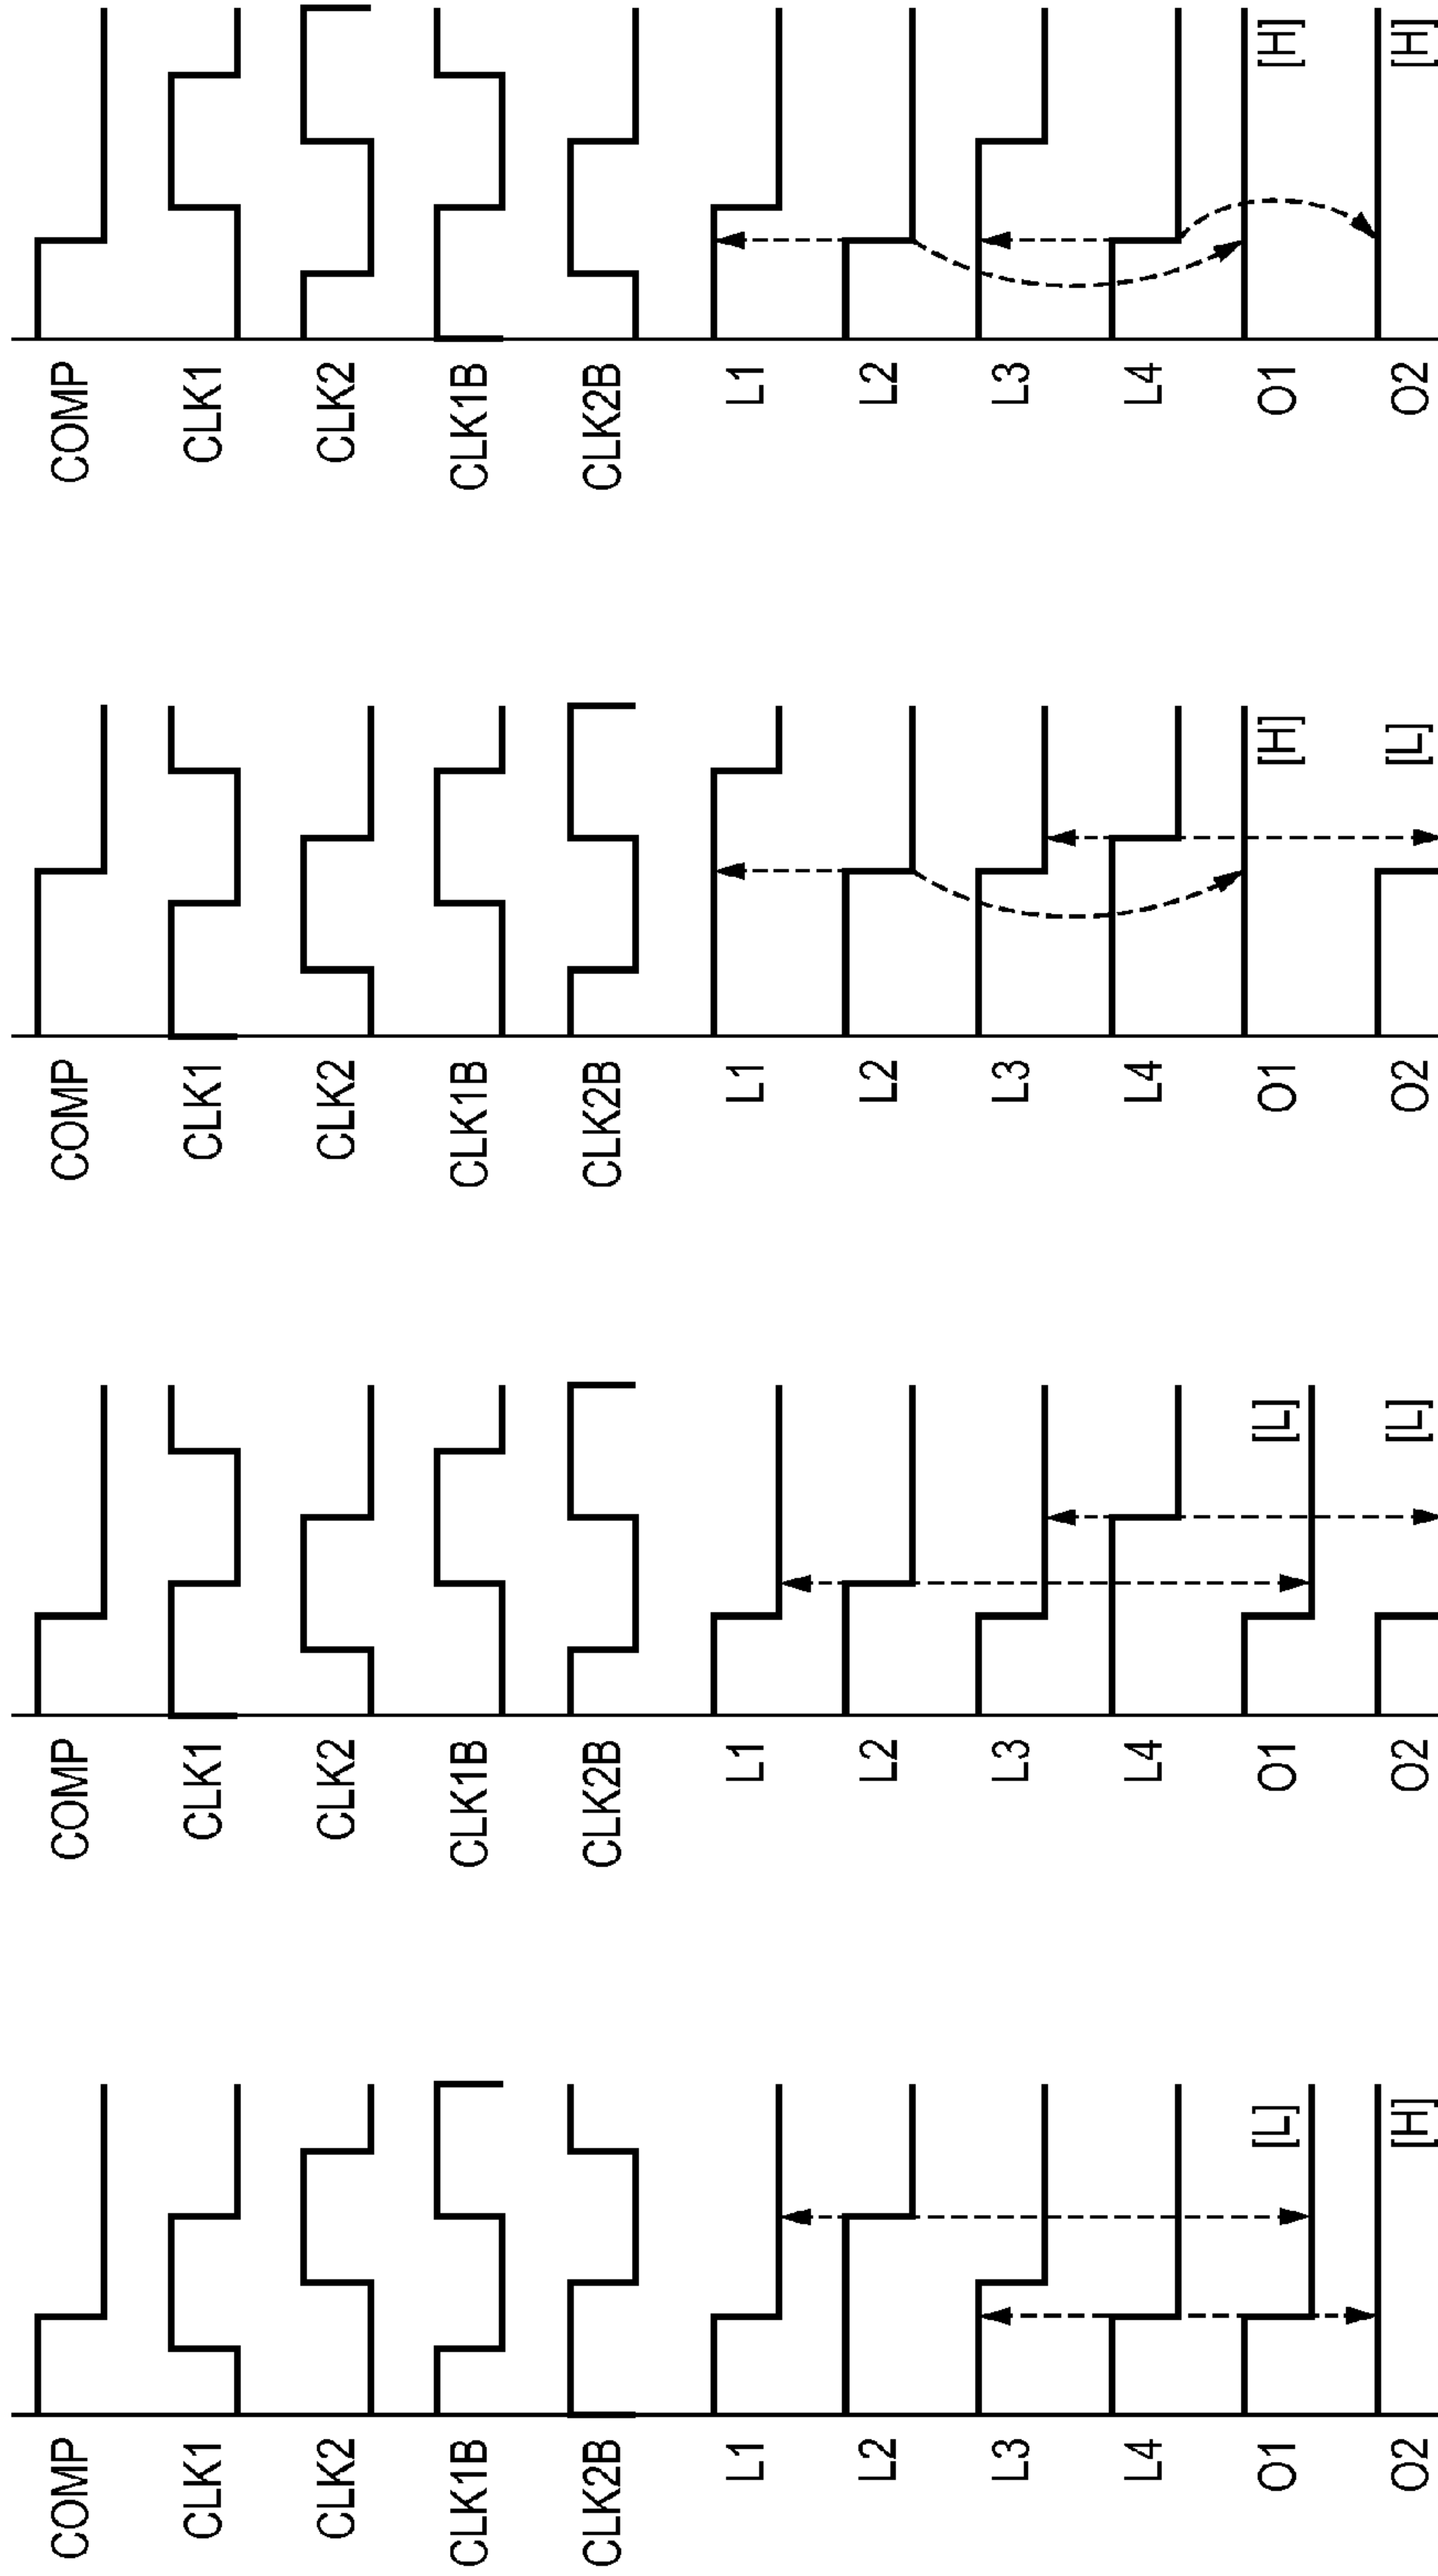 COMP
CLK1
CLK2
CLK1B
CLK2B
L1
L2
L3
L4
O1 [L]
O2 [H]
COMP
CLK1
CLK2
CLK1B
CLK2B
L1
L2
L3
L4
O1 [L]
O2 [L]
COMP
CLK1
CLK2
CLK1B
CLK2B
L1
L2
L3
L4
O1 [H]
O2 [L]
COMP
CLK1
CLK2
CLK1B
CLK2B
L1
L2
L3
L4
O1 [H]
O2 [H]